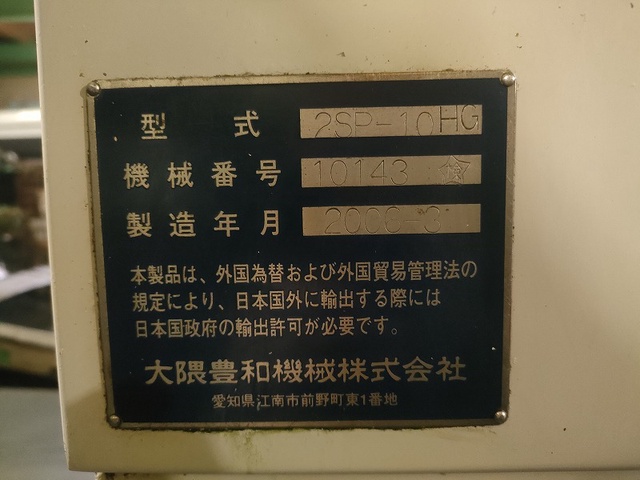 型式 2SP-10HG
機械番号 10143
製造年月
本製品は、外国為替および外国貿易管理法の
規定により、日本国外に輸出する際には
日本国政府の輸出許可が必要です。
大隈豊和機械株式会社
愛知県江南市前野町東1番地